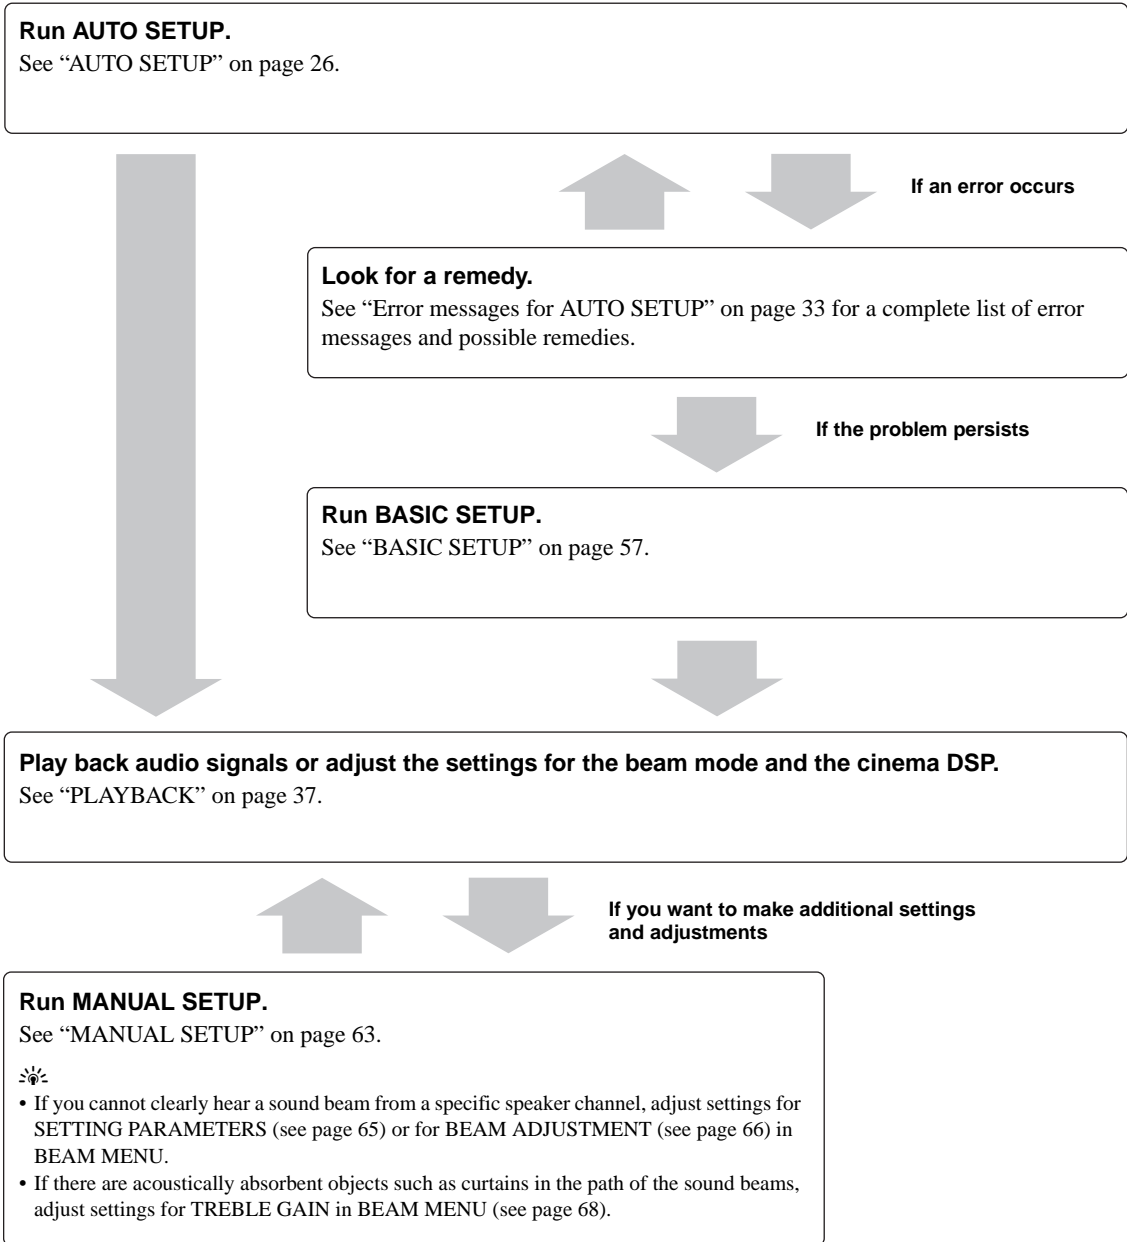 Run AUTO SETUP.
See “AUTO SETUP” on page 26.
If an error occurs
Look for a remedy.
See “Error messages for AUTO SETUP” on page 33 for a complete list of error
messages and possible remedies.
If the problem persists
Run BASIC SETUP.
See “BASIC SETUP” on page 57.
Play back audio signals or adjust the settings for the beam mode and the cinema DSP.
See “PLAYBACK” on page 37.
If you want to make additional settings
and adjustments
Run MANUAL SETUP.
See “MANUAL SETUP” on page 63.
• If you cannot clearly hear a sound beam from a specific speaker channel, adjust settings for
SETTING PARAMETERS (see page 65) or for BEAM ADJUSTMENT (see page 66) in
BEAM MENU.
• If there are acoustically absorbent objects such as curtains in the path of the sound beams,
adjust settings for TREBLE GAIN in BEAM MENU (see page 68).